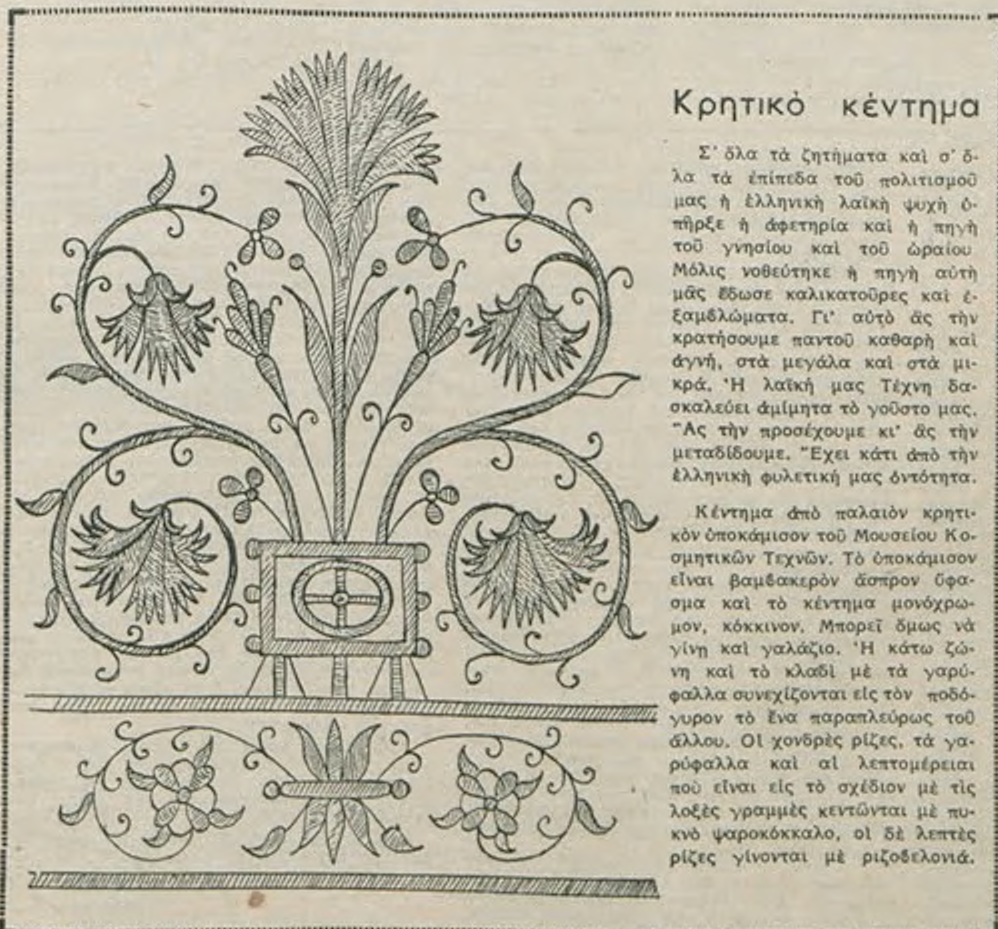 Κρητικὸ κέντημα
Σ' ὅλα τὰ ζητήματα καὶ σ' ὅ-
λα τὰ ἐπίπεδα τοῦ πολιτισμοῦ
μας ἡ ἑλληνικὴ λαϊκὴ ψυχὴ ὑ-
πῆρξε ἡ ἀφετηρία καὶ ἡ πηγὴ
τοῦ γνησίου καὶ τοῦ ὡραίου
Μόλις νοθεύτηκε ἡ πηγὴ αὐτὴ
μᾶς ἔδωσε καλικατοῦρες καὶ ἐ-
ξαμβλώματα. Γι' αὐτὸ ἂς τὴν
κρατήσουμε παντοῦ καθαρὴ καὶ
ἁγνή, στὰ μεγάλα καὶ στὰ μι-
κρά. Ἡ λαϊκή μας Τέχνη δα-
σκαλεύει ἀμίμητα τὸ γοῦστο μας.
Ἂς τὴν προσέχουμε κι' ἂς τὴν
μεταδίδουμε. Ἔχει κάτι ἀπὸ τὴν
ἑλληνικὴ φυλετική μας ὀντότητα.
Κέντημα ἀπὸ παλαιὸν κρητι-
κὸν ὑποκάμισον τοῦ Μουσείου Κο-
σμητικῶν Τεχνῶν. Τὸ ὑποκάμισον
εἶναι βαμβακερὸν ἄσπρον ὕφα-
σμα καὶ τὸ κέντημα μονόχρω-
μον, κόκκινον. Μπορεῖ ὅμως νὰ
γίνῃ καὶ γαλάζιο. Ἡ κάτω ζώ-
νη καὶ τὸ κλαδὶ μὲ τὰ γαρύ-
φαλλα συνεχίζονται εἰς τὸν ποδό-
γυρον τὸ ἕνα παραπλεύρως τοῦ
ἄλλου. Οἱ χονδρὲς ρίζες, τὰ γα-
ρύφαλλα καὶ αἱ λεπτομέρειαι
ποὺ εἶναι εἰς τὸ σχέδιον μὲ τὶς
λοξὲς γραμμὲς κεντῶνται μὲ πυ-
κνὸ ψαροκόκκαλο, οἱ δὲ λεπτὲς
ρίζες γίνονται μὲ ριζοβελονιά.